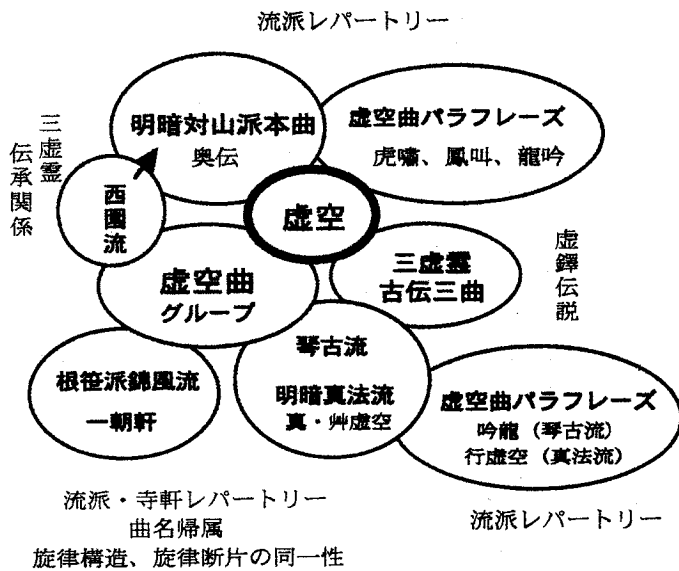 流派レパートリー
明暗対山派本曲
奥伝
虚空曲パラフレーズ
虎嘯、鳳叫、龍吟
三虚霊
伝承関係
西園流
虚空
虚空曲
グループ
三虚霊
古伝三曲
虚鐸伝説
琴古流
明暗真法流
真・艸虚空
根笹派錦風流
一朝軒
虚空曲パラフレーズ
吟龍（琴古流）
行虚空（真法流）
流派・寺軒レパートリー
曲名帰属
旋律構造、旋律断片の同一性
流派レパートリー